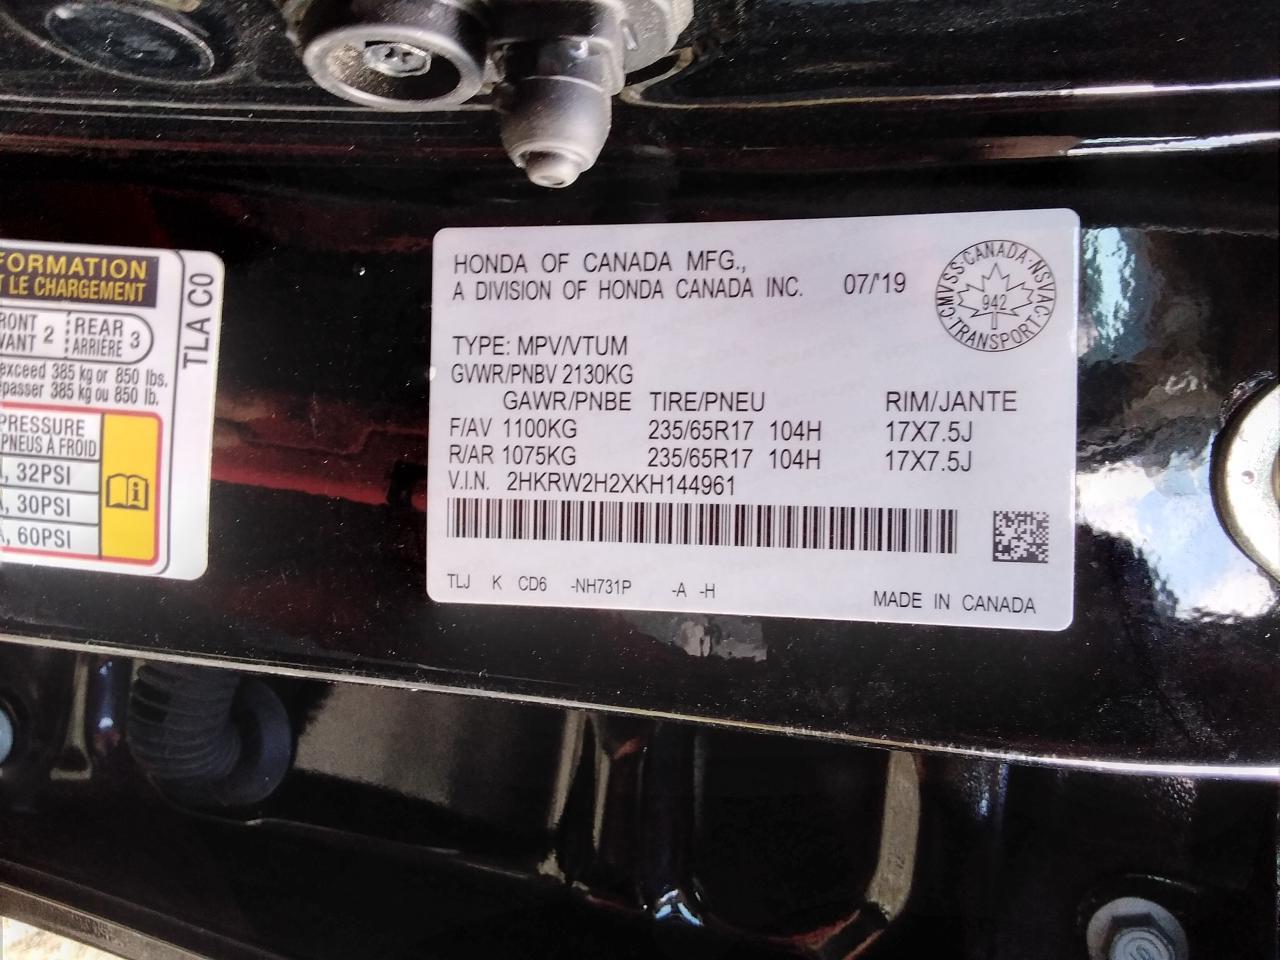 FORMATION
T LE CHARGEMENT
RONT
VANT 2
REAR
ARRIÈRE 3
exceed 385 kg or 850 lbs.
passer 385 kg ou 850 lb.
PRESSURE
PNEUS À FROID
, 32PSI
, 30PSI
, 60PSI
TLA C0
HONDA OF CANADA MFG.,
A DIVISION OF HONDA CANADA INC. 07/'19
CMVSS·CANADA·NSVAC·TRANSPORT·
942
TYPE: MPV/VTUM
GVWR/PNBV 2130KG
GAWR/PNBE TIRE/PNEU RIM/JANTE
F/AV 1100KG 235/65R17 104H 17X7.5J
R/AR 1075KG 235/65R17 104H 17X7.5J
V.I.N. 2HKRW2H2XKH144961
TLJ K CD6 -NH731P -A -H
MADE IN CANADA